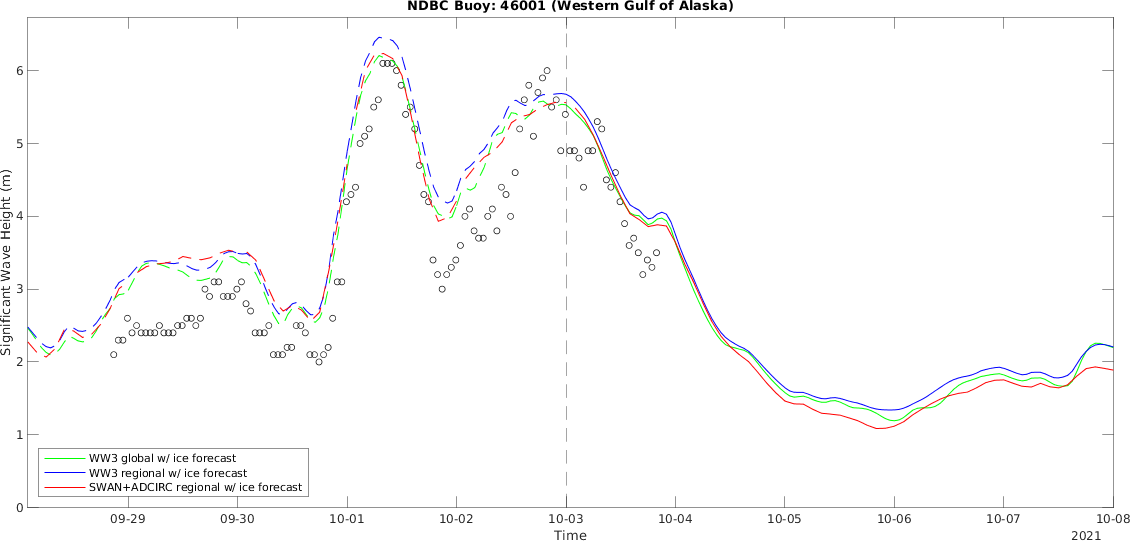 NDBC Buoy: 46001 (Western Gulf of Alaska)
Significant Wave Height (m)
6
5
4
3
2
1
0
WW3 global w/ ice forecast
WW3 regional w/ ice forecast
SWAN+ADCIRC regional w/ ice forecast
09-29 09-30 10-01 10-02 10-03 10-04 10-05 10-06 10-07 10-08
Time
2021